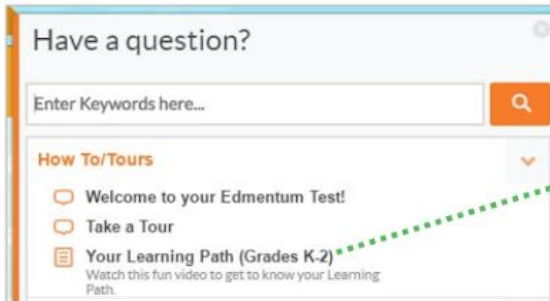 Have a question?
Enter Keywords here...
How To/Tours
Welcome to your Edmentum Test!
Take a Tour
Your Learning Path (Grades K-2)
Watch this fun video to get to know your Learning
Path.